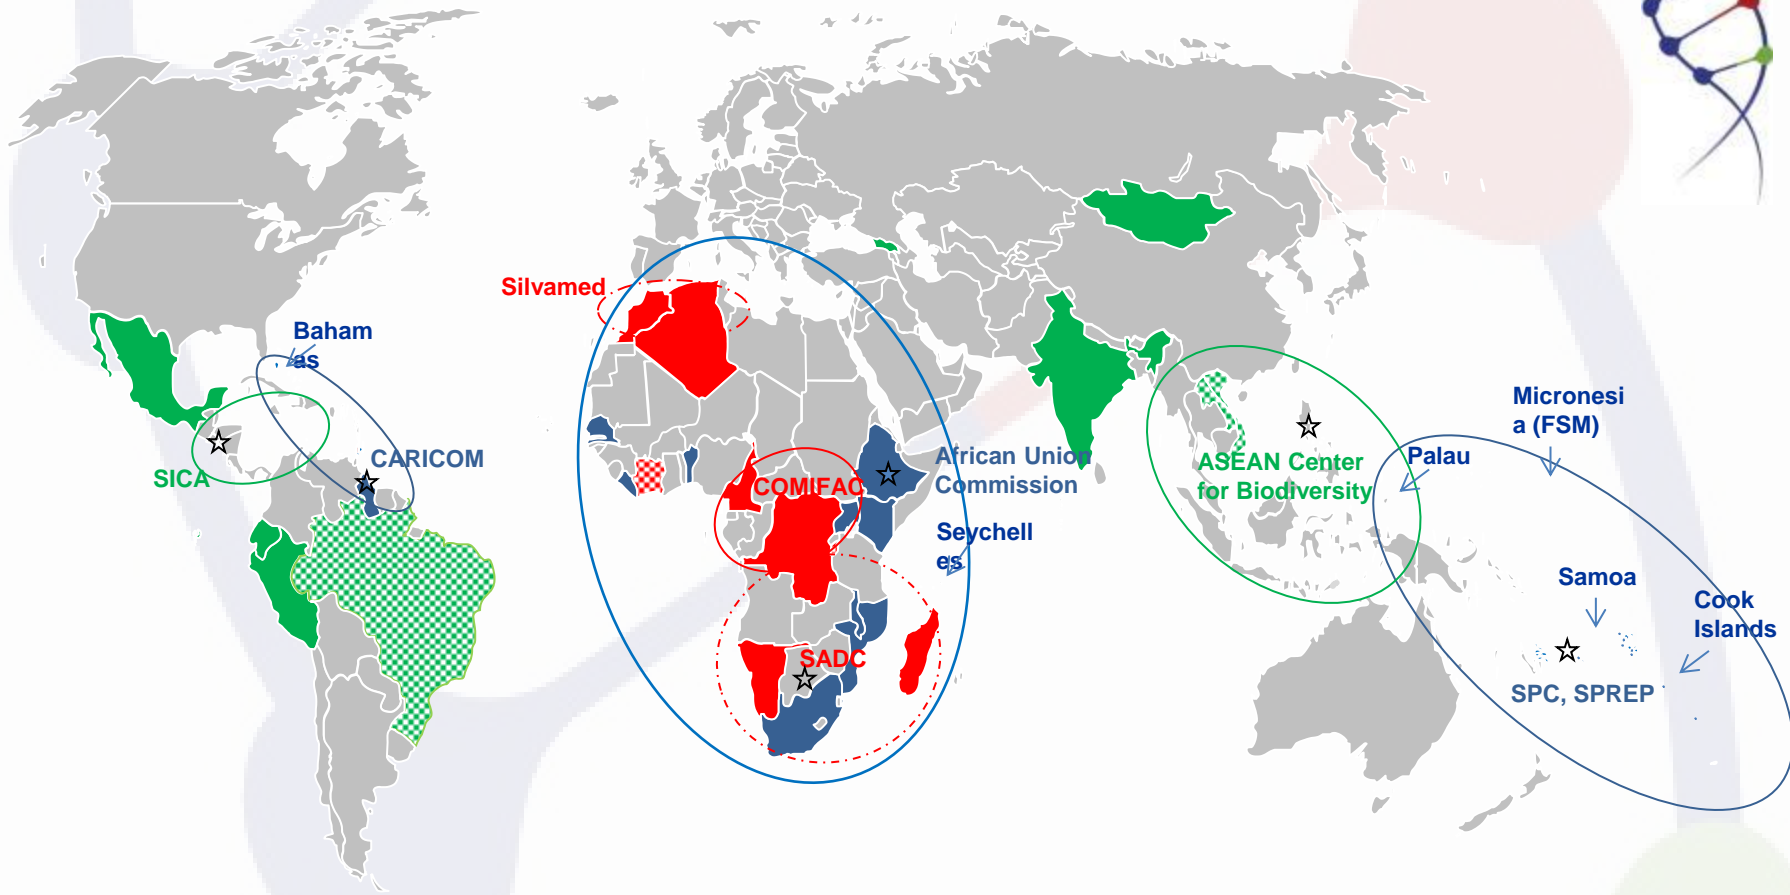 Silvamed
Baham
as
CARICOM
SICA
African Union
Commission
COMIFAC
Seychell
es
SADC
ASEAN Center
for Biodiversity
Micronesi
a (FSM)
Palau
Samoa
Cook
Islands
SPC, SPREP